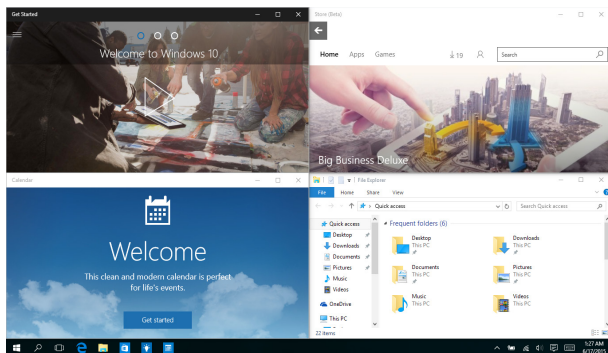 Get Started
Welcome to Windows 10
Store (Beta)
Home Apps Games
19
Search
Big Business Deluxe
Calendar
Welcome
This clean and modern calendar is perfect
for life's events.
Get started
File Explorer
File Home Share View
Quick access
Search Quick access
Quick access
Desktop
Downloads
Documents
Pictures
Music
Videos
OneDrive
This PC
Frequent folders (6)
Desktop
This PC
Downloads
This PC
Documents
This PC
Pictures
This PC
Music
This PC
Videos
This PC
22 items
1:27 AM
6/17/2015